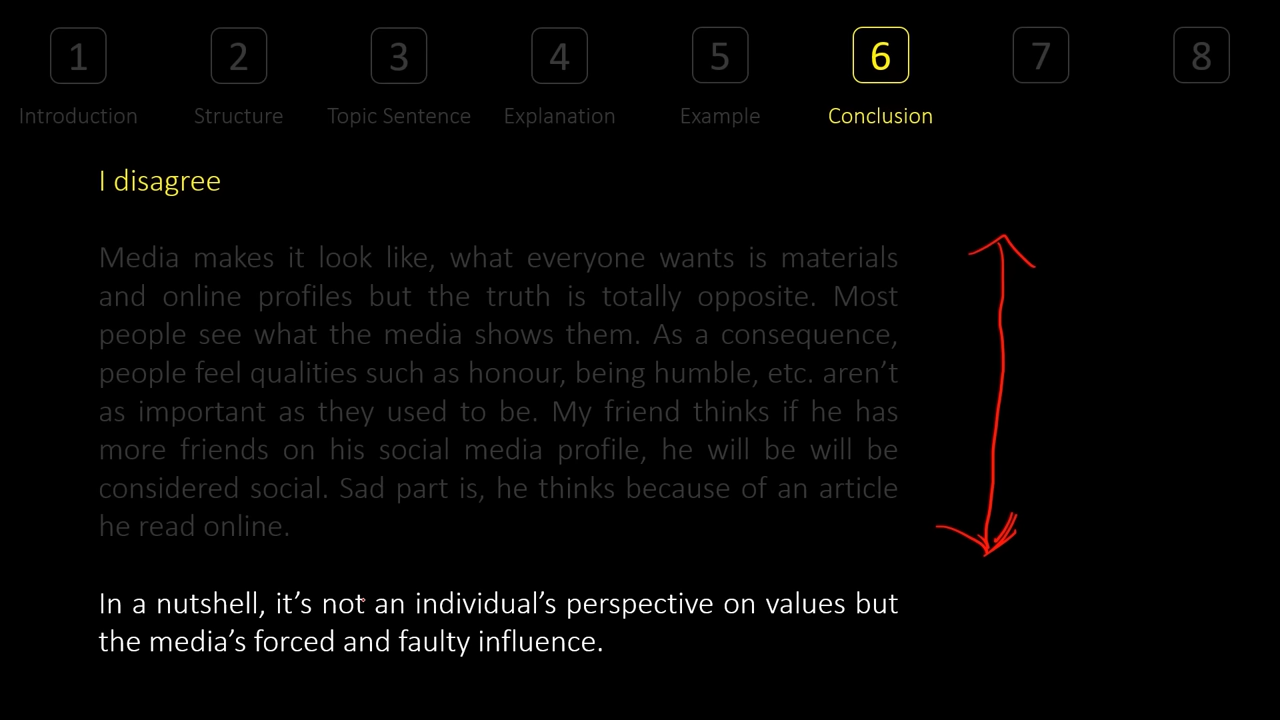 1 2 3 4 5 6 7 8
Introduction Structure Topic Sentence Explanation Example Conclusion
I disagree
Media makes it look like, what everyone wants is materials
and online profiles but the truth is totally opposite. Most
people see what the media shows them. As a consequence,
people feel qualities such as honour, being humble, etc. aren’t
as important as they used to be. My friend thinks if he has
more friends on his social media profile, he will be will be
considered social. Sad part is, he thinks because of an article
he read online.
In a nutshell, it’s not an individual’s perspective on values but
the media’s forced and faulty influence.